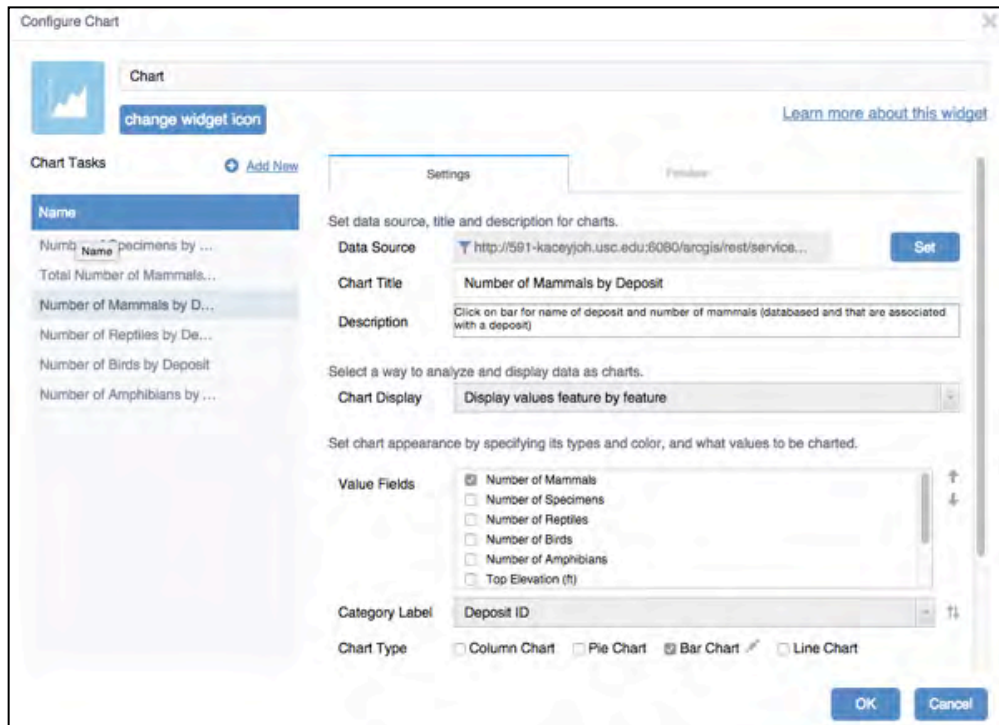 Configure Chart
Chart
change widget icon
Learn more about this widget
Chart Tasks
Add New
Name
Numb Specimens by ...
Name
Total Number of Mammals...
Number of Mammals by D...
Number of Reptiles by De...
Number of Birds by Deposit
Number of Amphibians by ...
Settings
Preview
Set data source, title and description for charts.
Data Source
http://591-kaceyjoh.usc.edu:6080/arcgis/rest/service...
Set
Chart Title
Number of Mammals by Deposit
Description
Click on bar for name of deposit and number of mammals (databased and that are associated
with a deposit)
Select a way to analyze and display data as charts.
Chart Display
Display values feature by feature
Set chart appearance by specifying its types and color, and what values to be charted.
Value Fields
Number of Mammals
Number of Specimens
Number of Reptiles
Number of Birds
Number of Amphibians
Top Elevation (ft)
Category Label
Deposit ID
Chart Type
Column Chart
Pie Chart
Bar Chart
Line Chart
OK
Cancel